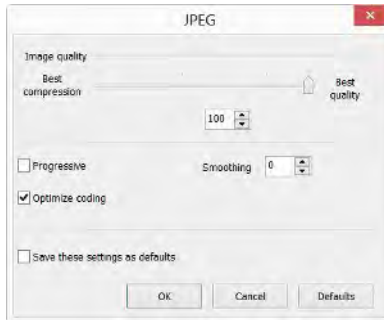 JPEG
Image quality
Best compression
Best quality
100
Progressive
Smoothing 0
Optimize coding
Save these settings as defaults
OK Cancel Defaults